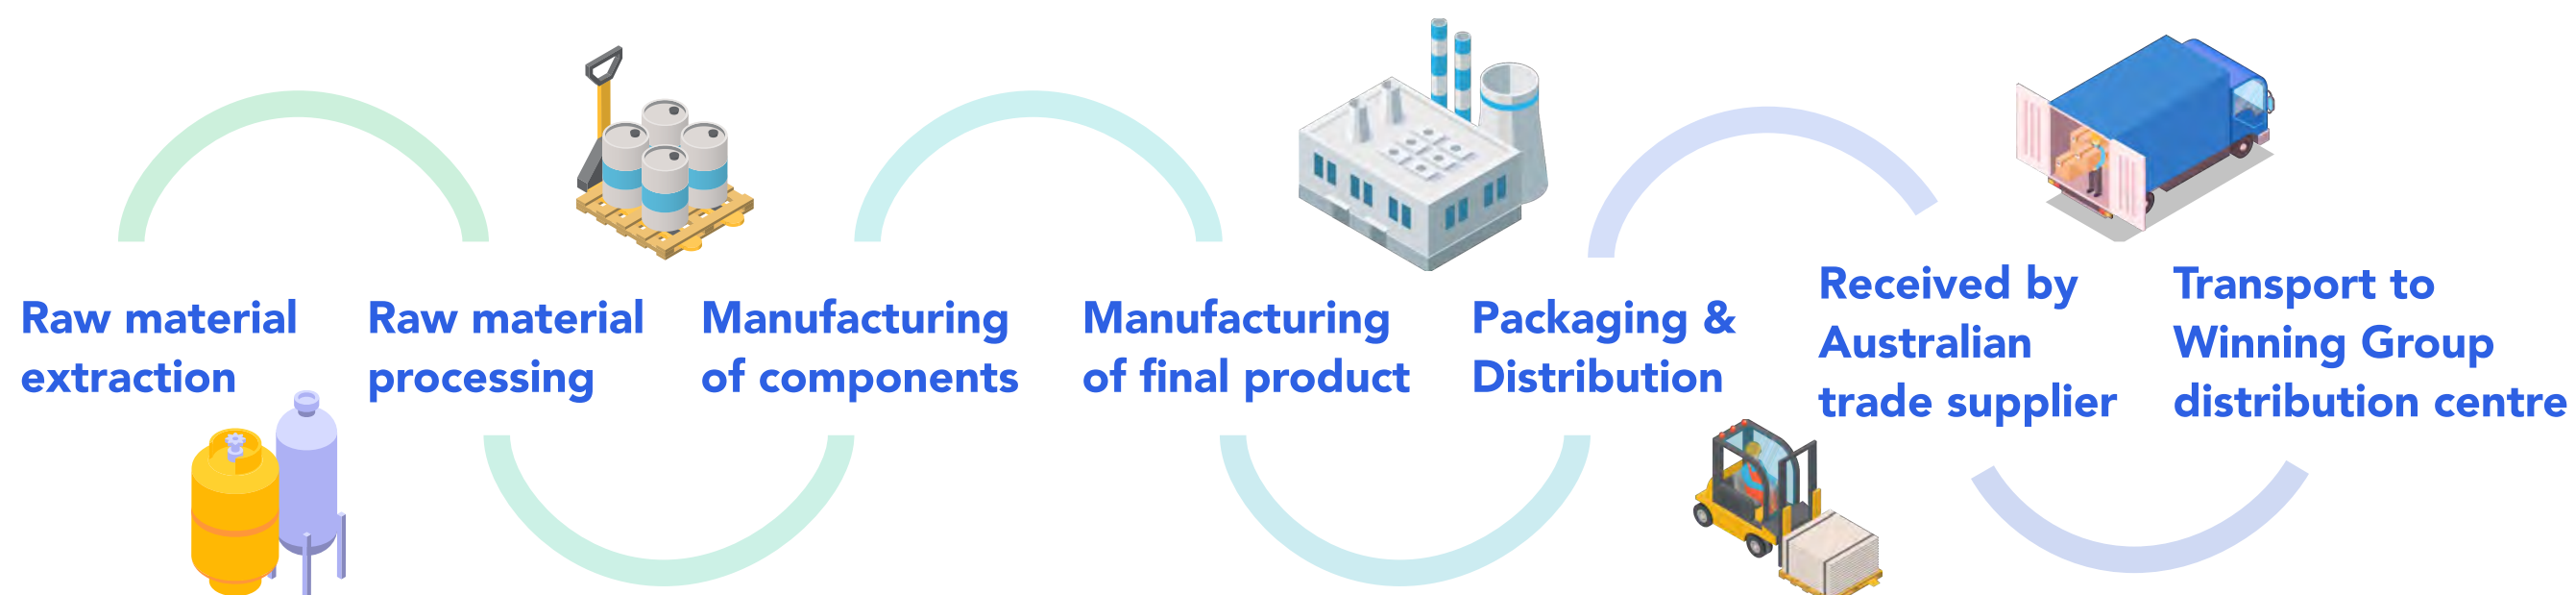 Raw material
extraction
Raw material
processing
Manufacturing
of components
Manufacturing
of final product
Packaging &
Distribution
Received by
Australian
trade supplier
Transport to
Winning Group
distribution centre